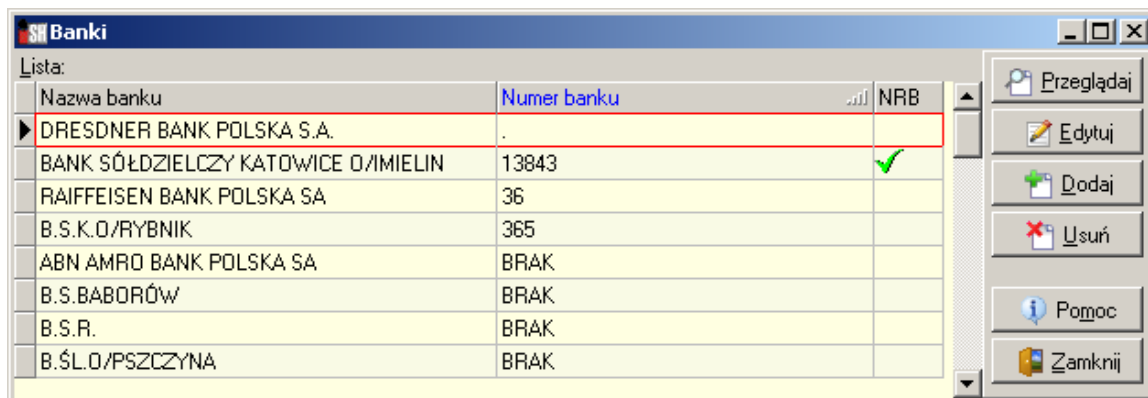 SH Banki
Lista:
Nazwa banku Numer banku NRB
DRESDNER BANK POLSKA S.A. .
BANK SÓŁDZIELCZY KATOWICE O/IMIELIN 13843
RAIFFEISEN BANK POLSKA SA 36
B.S.K.O/RYBNIK 365
ABN AMRO BANK POLSKA SA BRAK
B.S.BABORÓW BRAK
B.S.R. BRAK
B.ŚL.O/PSZCZYNA BRAK
Przeglądaj
Edytuj
Dodaj
Usuń
Pomoc
Zamknij